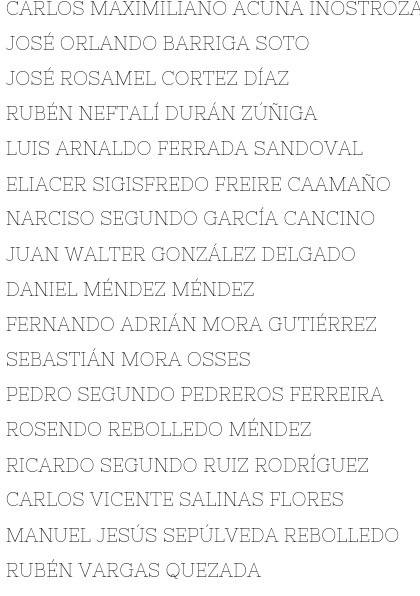 CARLOS MAXIMILIANO ACUÑA INOSTROZA
JOSÉ ORLANDO BARRIGA SOTO
JOSÉ ROSAMEL CORTEZ DÍAZ
RUBÉN NEFTALÍ DURÁN ZÚÑIGA
LUIS ARNALDO FERRADA SANDOVAL
ELIACER SIGISFREDO FREIRE CAAMAÑO
NARCISO SEGUNDO GARCÍA CANCINO
JUAN WALTER GONZÁLEZ DELGADO
DANIEL MÉNDEZ MÉNDEZ
FERNANDO ADRIÁN MORA GUTIÉRREZ
SEBASTIÁN MORA OSSES
PEDRO SEGUNDO PEDREROS FERREIRA
ROSENDO REBOLLEDO MÉNDEZ
RICARDO SEGUNDO RUIZ RODRÍGUEZ
CARLOS VICENTE SALINAS FLORES
MANUEL JESÚS SEPÚLVEDA REBOLLEDO
RUBÉN VARGAS QUEZADA